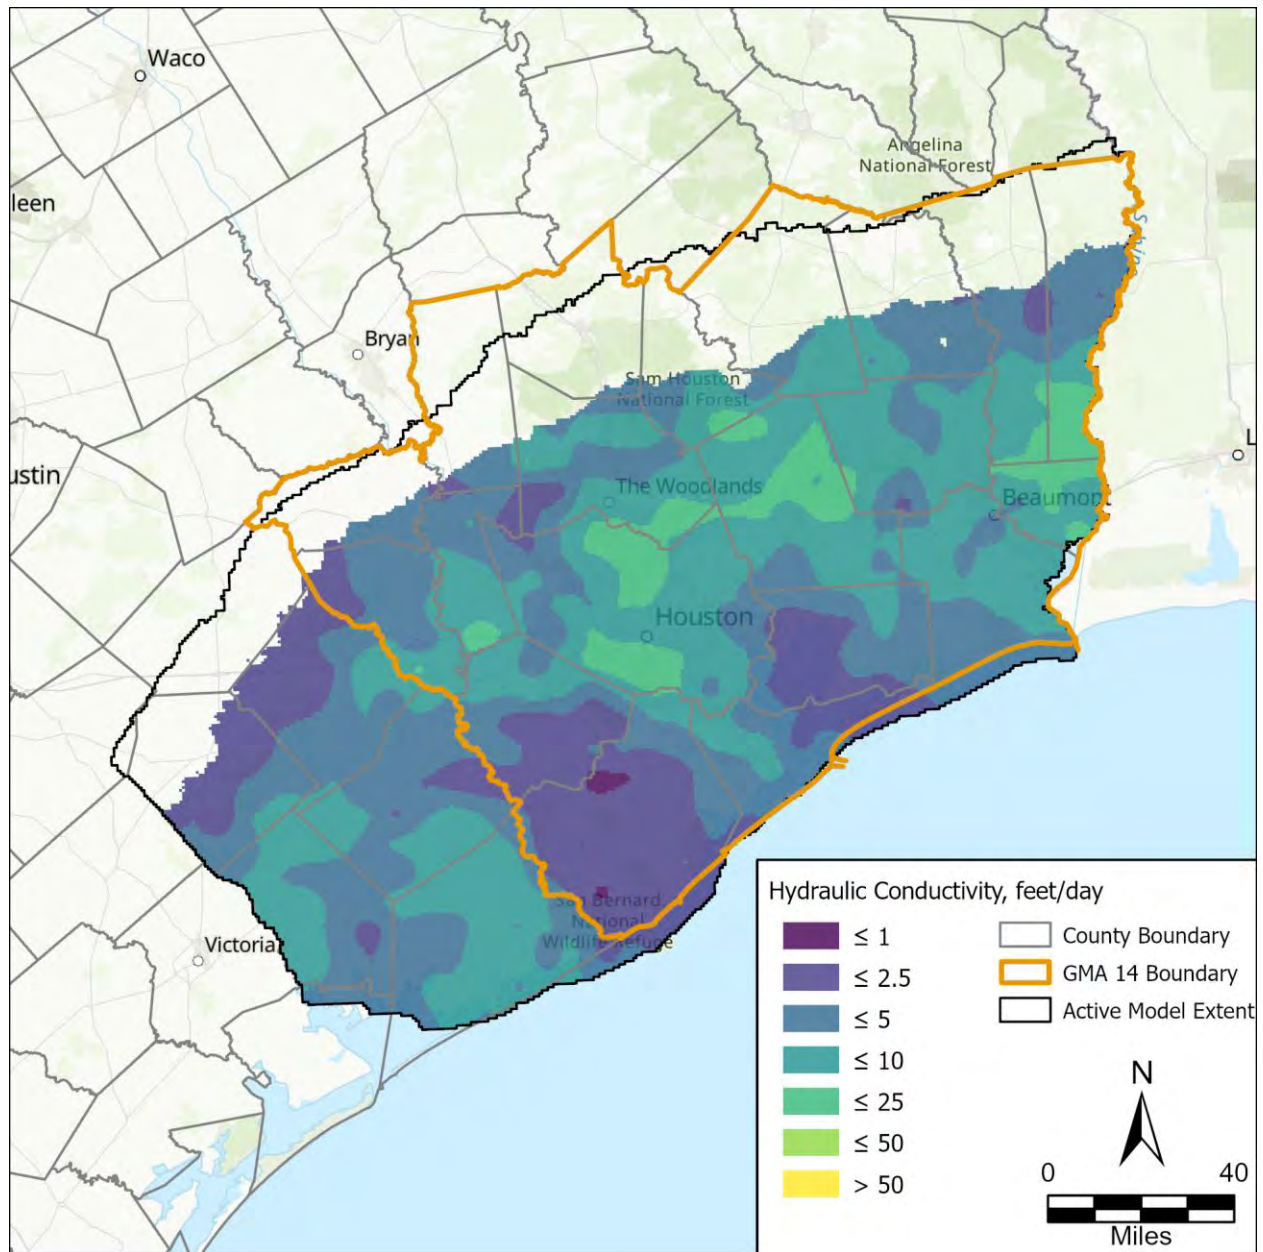 Waco
Angelina
National Forest
leen
Bryan
Sam Houston
National Forest
ustin
L
The Woodlands
Beaumont
Houston
San Bernard
National
Wildlife Refuge
Victoria
Hydraulic Conductivity, feet/day
≤ 1
≤ 2.5
≤ 5
≤ 10
≤ 25
≤ 50
> 50
County Boundary
GMA 14 Boundary
Active Model Extent
N
0 40
Miles